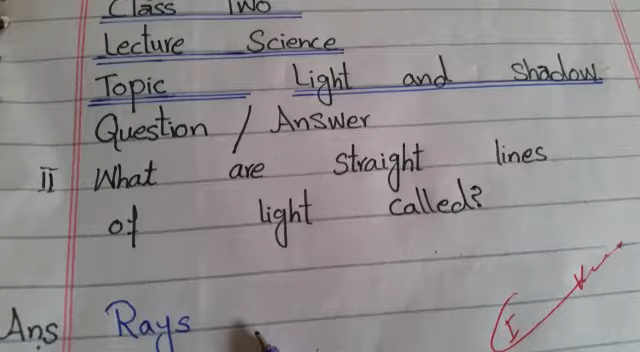 Class Two
Lecture Science
Topic Light and Shadow
Question / Answer
II What are straight lines
of light called?
Ans Rays